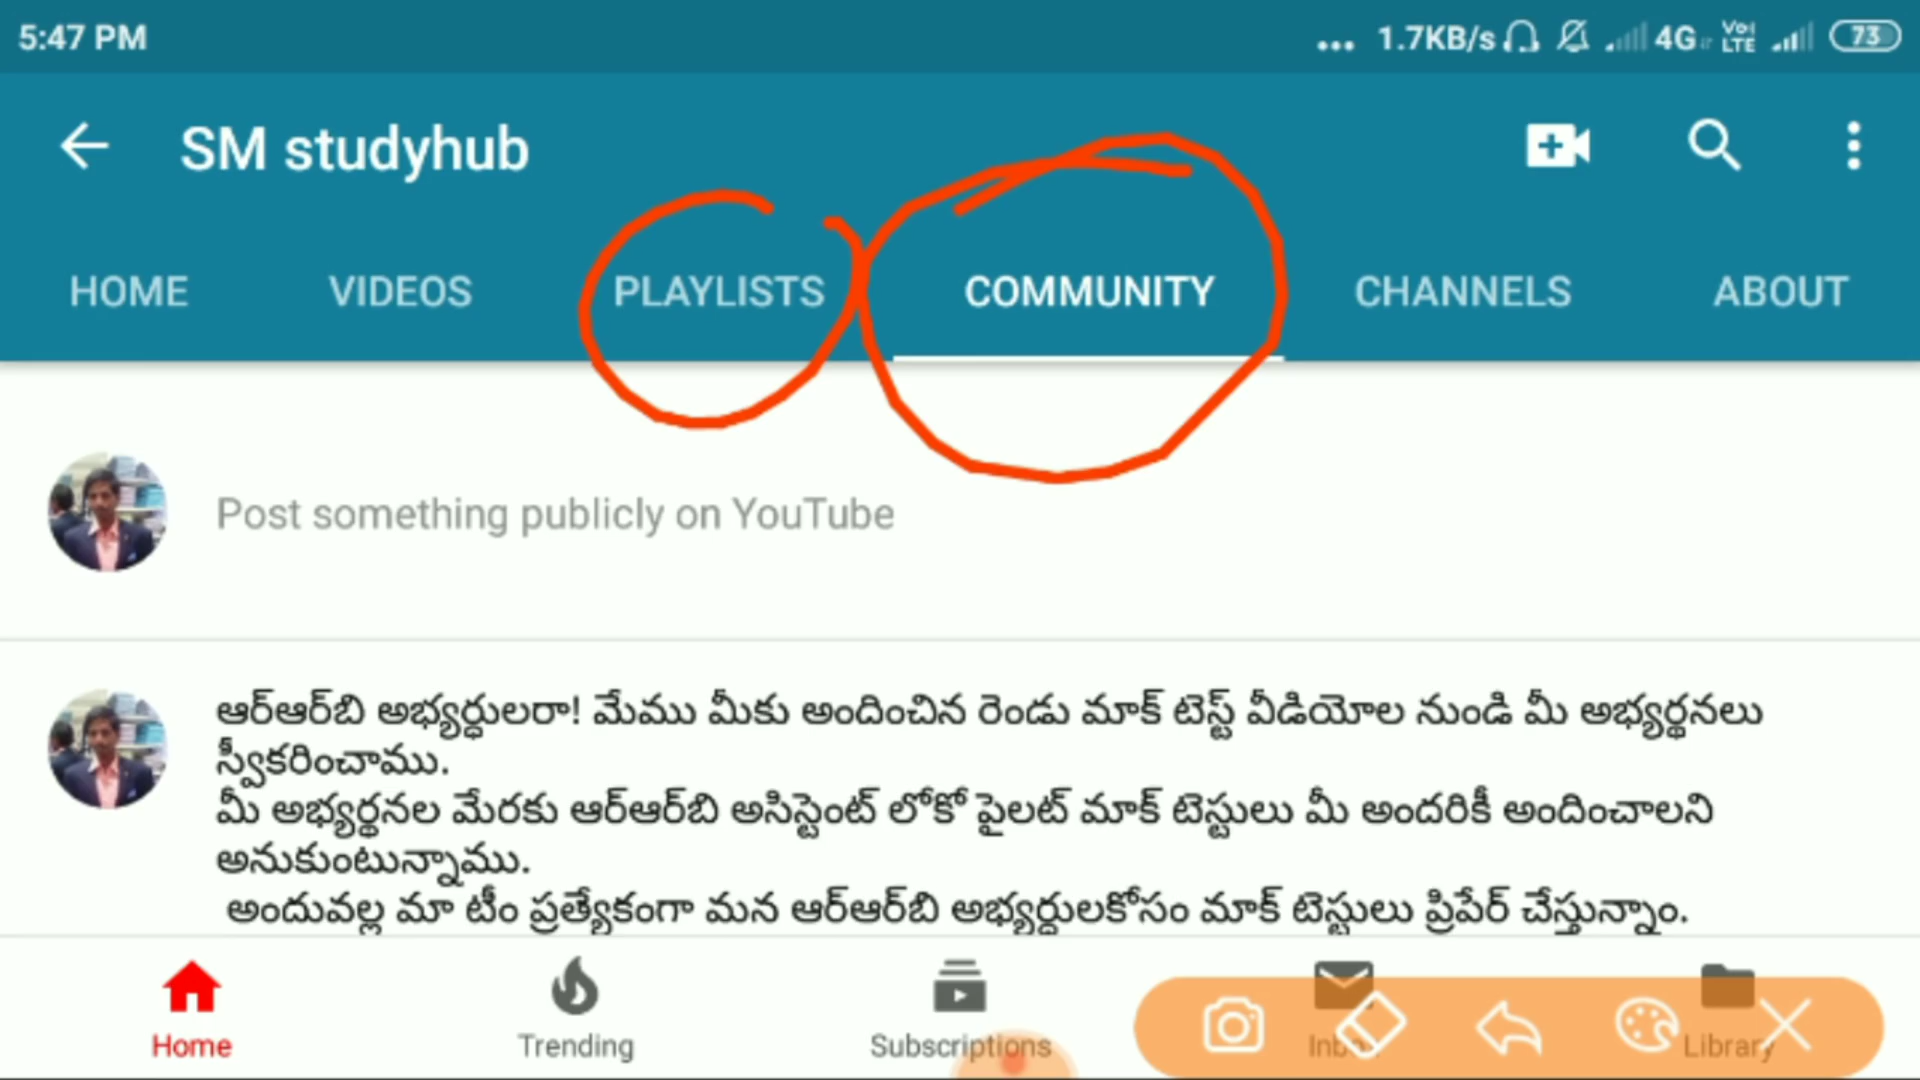 5:47 PM ... 1.7KB/s 4G VoLTE 73
SM studyhub
HOME VIDEOS PLAYLISTS COMMUNITY CHANNELS ABOUT
Post something publicly on YouTube
ఆర్ఆర్‌బి అభ్యర్ధులరా! మేము మీకు అందించిన రెండు మాక్ టెస్ట్ వీడియోల నుండి మీ అభ్యర్థనలు
స్వీకరించాము.
మీ అభ్యర్థనల మేరకు ఆర్ఆర్‌బి అసిస్టెంట్ లోకో పైలట్ మాక్ టెస్టులు మీ అందరికీ అందించాలని
అనుకుంటున్నాము.
అందువల్ల మా టీం ప్రత్యేకంగా మన ఆర్ఆర్‌బి అభ్యర్ధులకోసం మాక్ టెస్టులు ప్రిపేర్ చేస్తున్నాం.
Home Trending Subscriptions Library